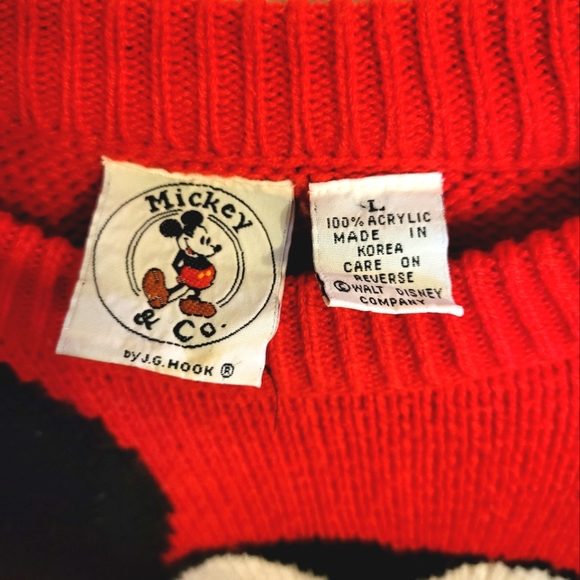 Mickey
& Co.
BY J.G. HOOK ®
L
100% ACRYLIC
MADE IN
KOREA
CARE ON
REVERSE
©WALT DISNEY
COMPANY